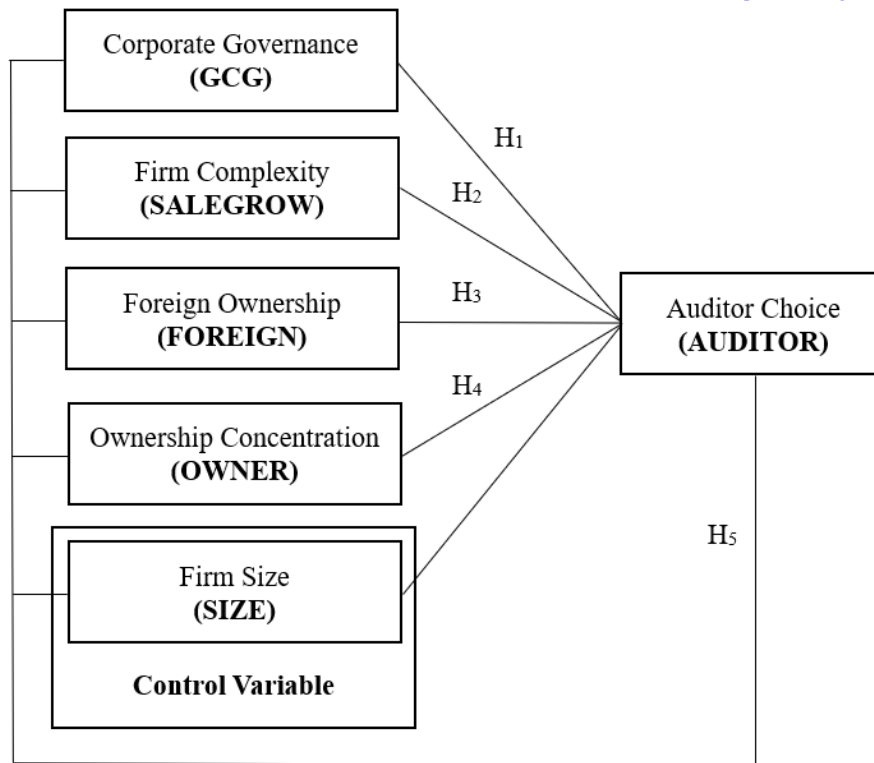 Corporate Governance
(GCG)
H1
Firm Complexity
(SALEGROW)
H2
Foreign Ownership
(FOREIGN)
H3
Auditor Choice
(AUDITOR)
Ownership Concentration
(OWNER)
H4
Firm Size
(SIZE)
Control Variable
H5